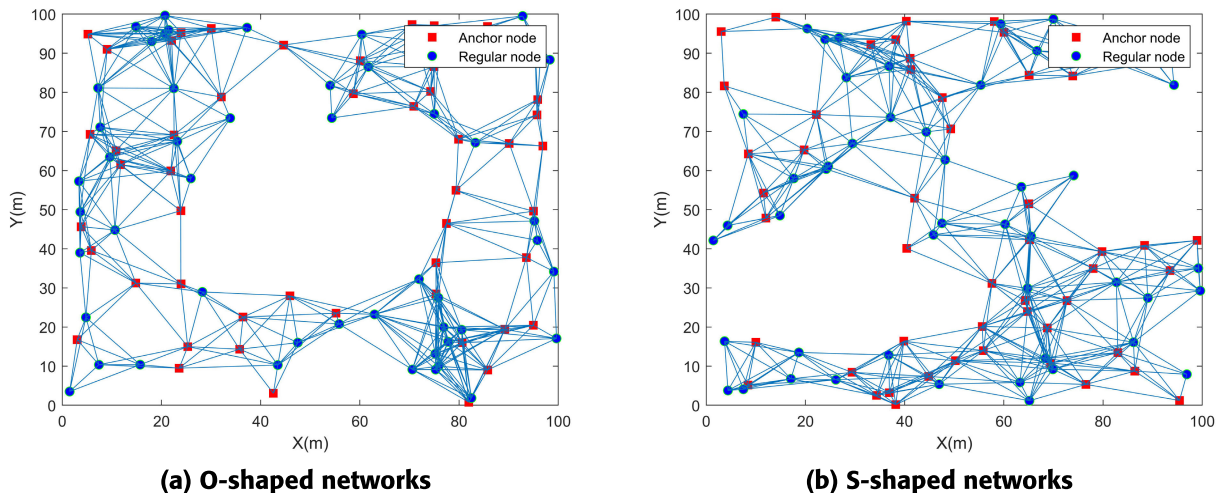 100
90
80
70
60
50
40
30
20
10
0
Y(m)
0 20 40 60 80 100
X(m)
Anchor node
Regular node
(a) O-shaped networks
100
90
80
70
60
50
40
30
20
10
0
Y(m)
0 20 40 60 80 100
X(m)
Anchor node
Regular node
(b) S-shaped networks